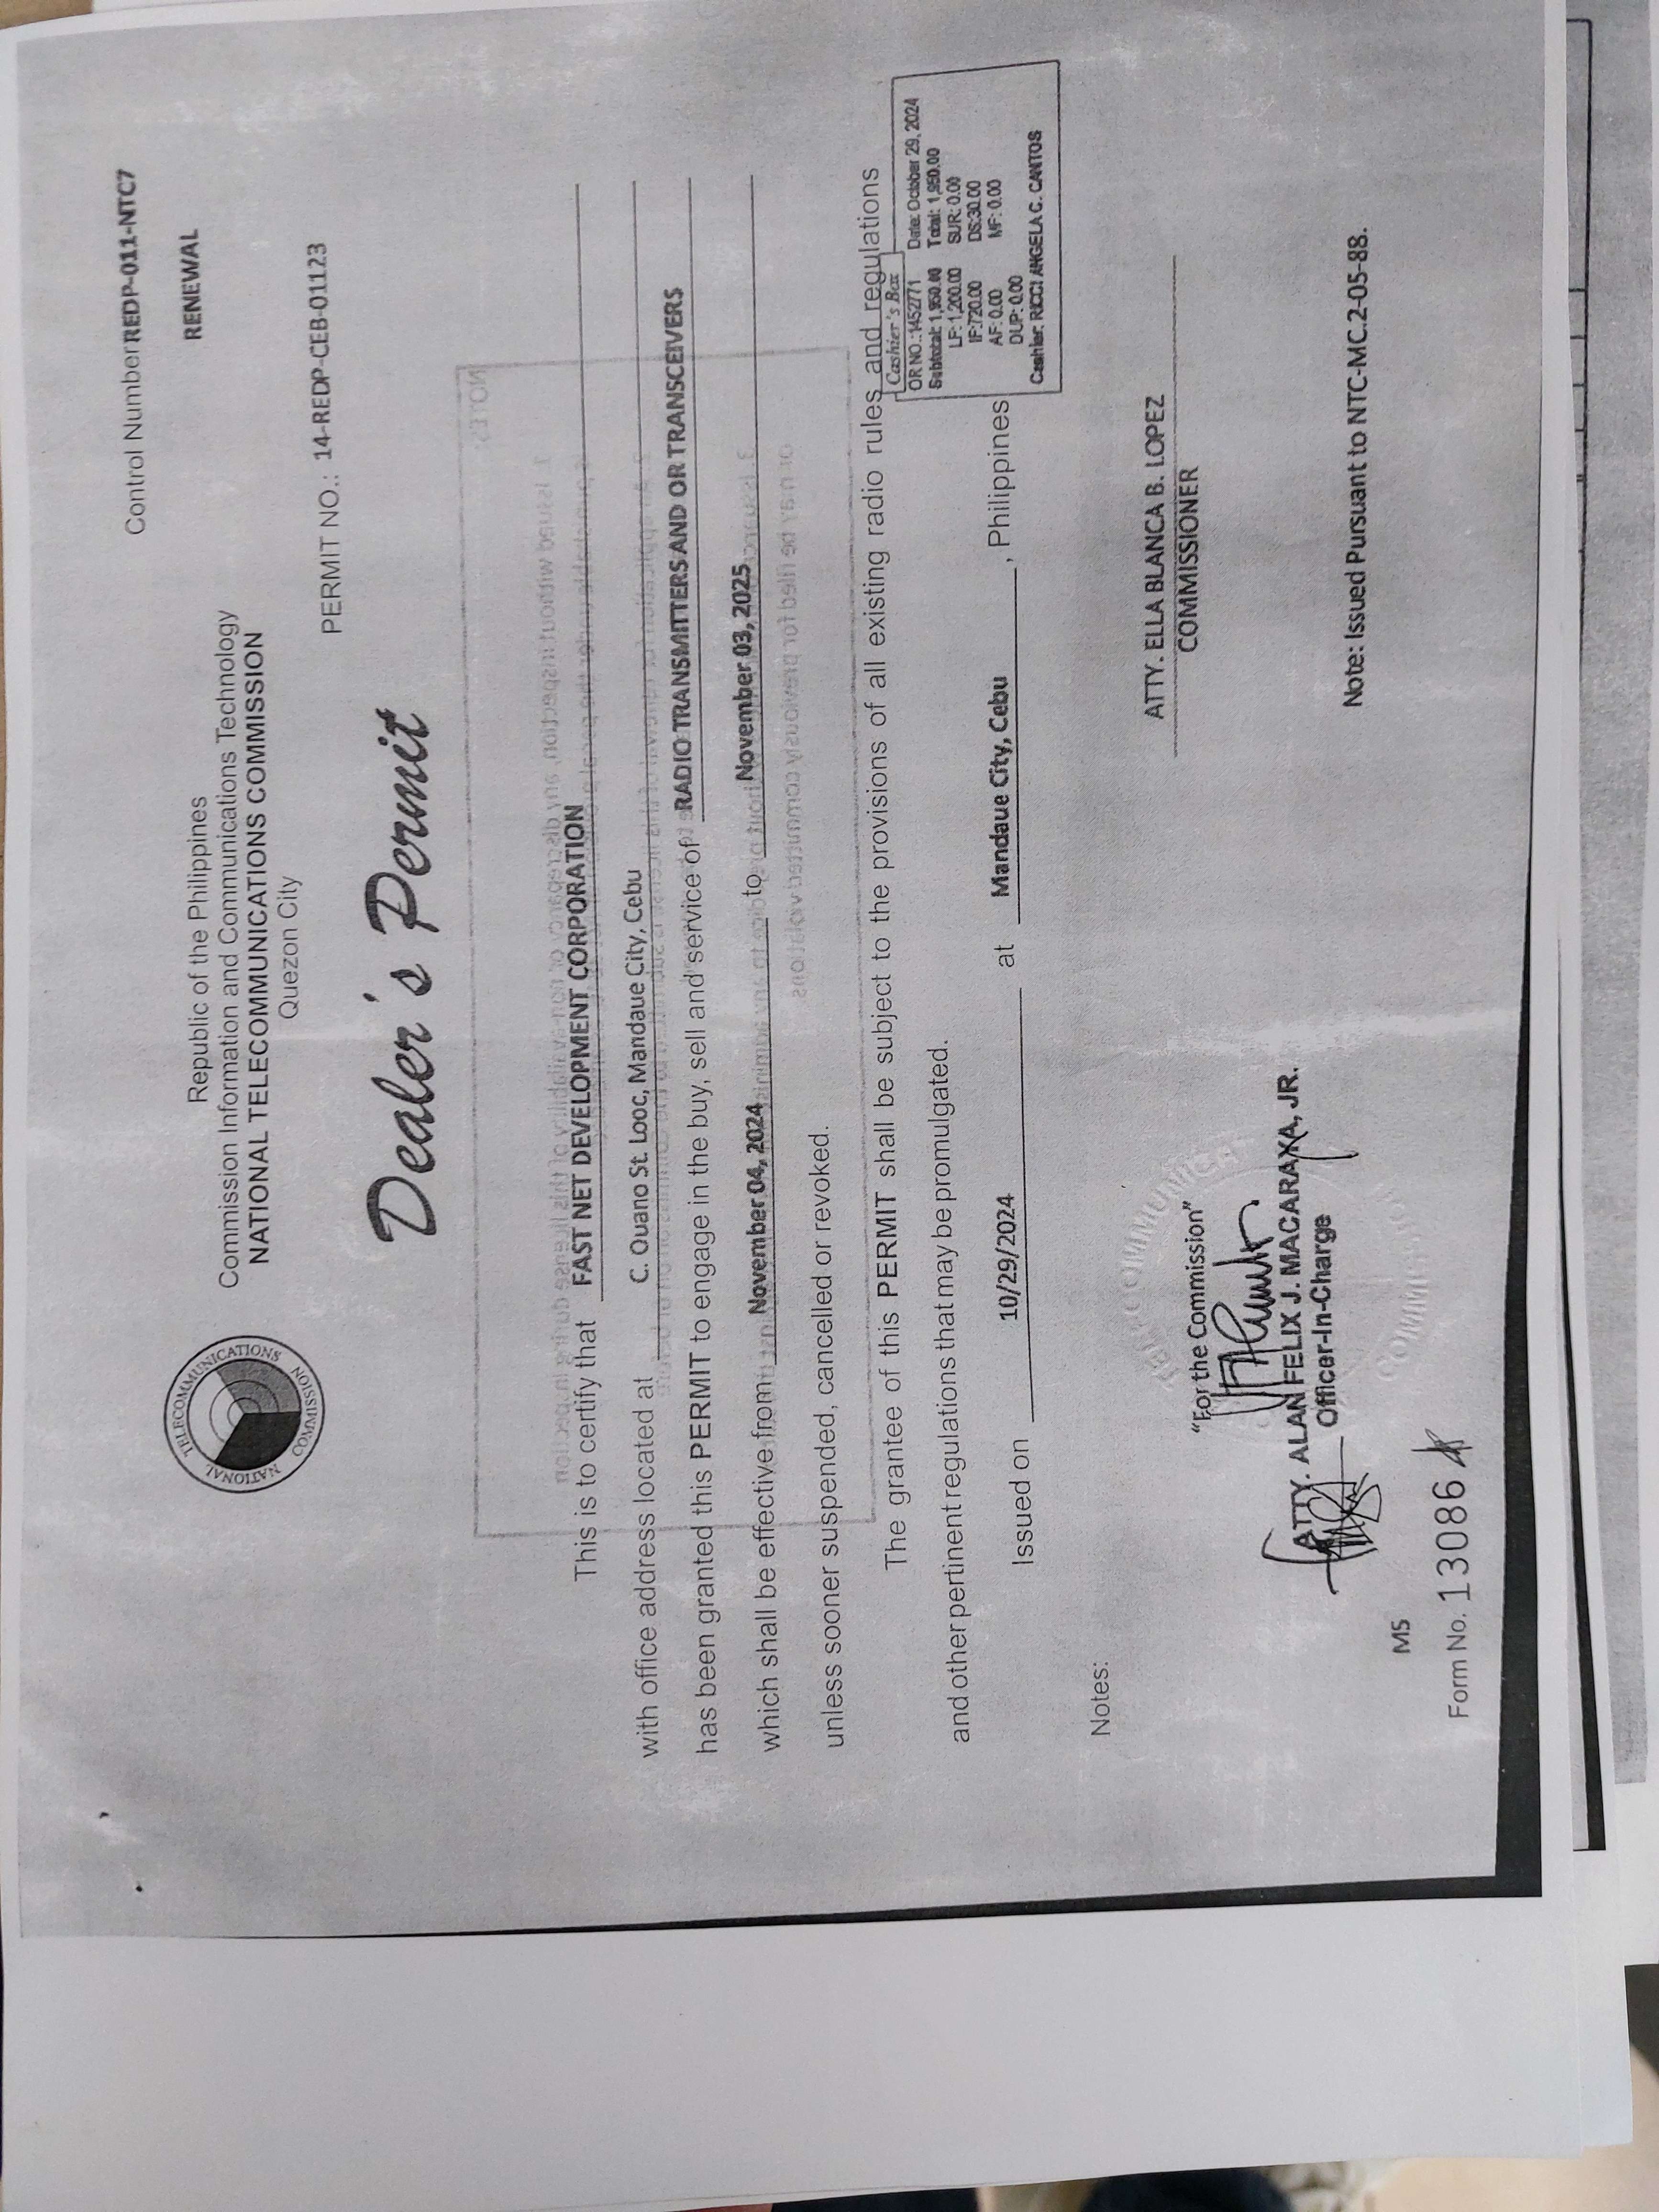 Control Number REDP-011-NTC7
RENEWAL
NATIONAL TELECOMMUNICATIONS COMMISSION
Republic of the Philippines
Commission Information and Communications Technology
NATIONAL TELECOMMUNICATIONS COMMISSION
Quezon City
PERMIT NO.: 14-REDP-CEB-01123
Dealer's Permit
This is to certify that FAST NET DEVELOPMENT CORPORATION
with office address located at C. Ouano St. Looc, Mandaue City, Cebu
has been granted this PERMIT to engage in the buy, sell and service of RADIO TRANSMITTERS AND OR TRANSCEIVERS
which shall be effective from November 04, 2024 to November 03, 2025
unless sooner suspended, cancelled or revoked.
The grantee of this PERMIT shall be subject to the provisions of all existing radio rules and regulations
and other pertinent regulations that may be promulgated.
Issued on 10/29/2024 at Mandaue City, Cebu, Philippines
Cashier's Box
OR NO.:1452771 Date: October 29, 2024
Subtotal: 1,950.00 Total: 1,950.00
LF: 1,200.00 SUR: 0.00
IF:720.00 DS:30.00
AF: 0.00 MF: 0.00
DUP: 0.00
Cashier: RICCI ANGELA C. CANTOS
Notes:
ATTY. ELLA BLANCA B. LOPEZ
COMMISSIONER
"For the Commission"
ATTY. ALAN FELIX J. MACARAYA, JR.
Officer-In-Charge
Note: Issued Pursuant to NTC-MC.2-05-88.
MS
Form No. 13086